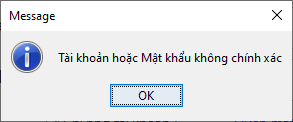 Message
Tài khoản hoặc Mật khẩu không chính xác
OK